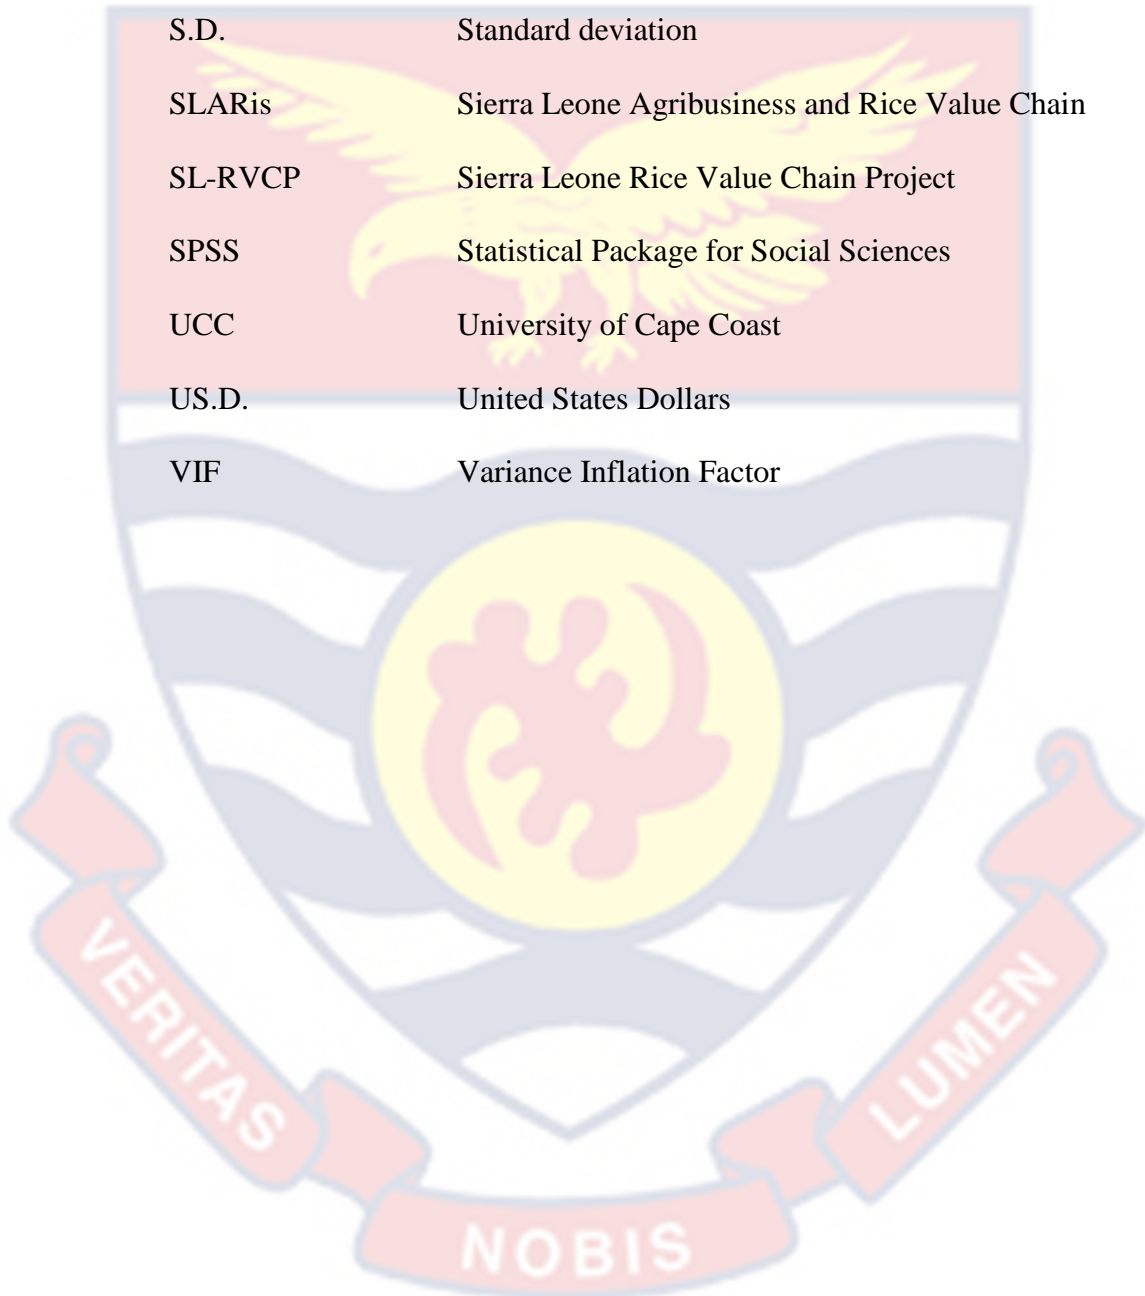 S.D. Standard deviation
SLARis Sierra Leone Agribusiness and Rice Value Chain
SL-RVCP Sierra Leone Rice Value Chain Project
SPSS Statistical Package for Social Sciences
UCC University of Cape Coast
US.D. United States Dollars
VIF Variance Inflation Factor
VERITAS
NOBIS
LUMEN